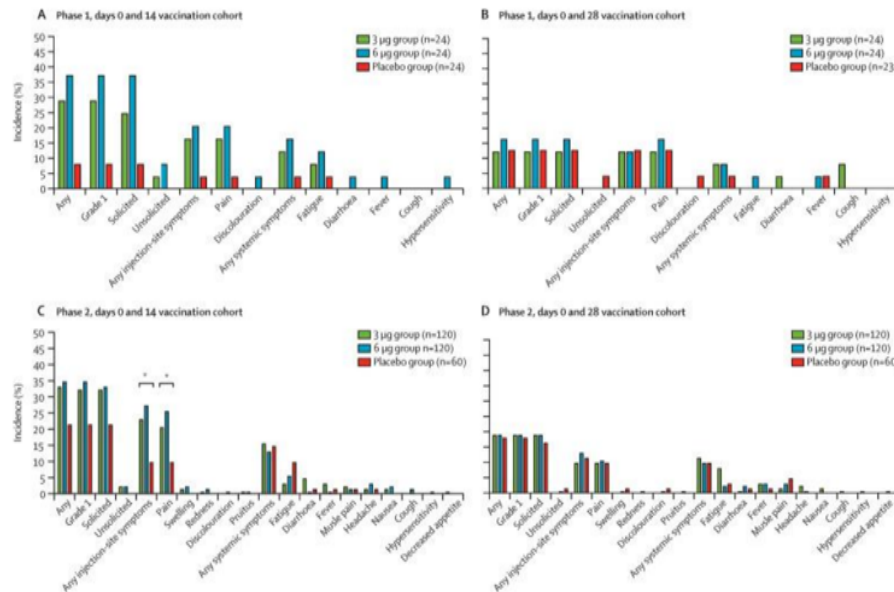 A Phase 1, days 0 and 14 vaccination cohort
3 µg group (n=24)
6 µg group (n=24)
Placebo group (n=24)
Incidence (%)
50
45
40
35
30
25
20
15
10
5
0
Any
Grade 1
Solicited
Unsolicited
Any injection-site symptoms
Pain
Discolouration
Any systemic symptoms
Fatigue
Diarrhoea
Fever
Cough
Hypersensitivity
B Phase 1, days 0 and 28 vaccination cohort
3 µg group (n=24)
6 µg group (n=24)
Placebo group (n=23
Any
Grade 1
Solicited
Unsolicited
Any injection-site symptoms
Pain
Discolouration
Any systemic symptoms
Fatigue
Diarrhoea
Fever
Cough
Hypersensitivity
C Phase 2, days 0 and 14 vaccination cohort
3 µg group (n=120)
6 µg group n=120)
Placebo group (n=60)
Incidence (%)
50
45
40
35
30
25
20
15
10
5
0
*
*
Any
Grade 1
Solicited
Unsolicited
Any injection-site symptoms
Pain
Swelling
Redness
Discolouration
Pruitus
Any systemic symptoms
Fatigue
Diarrhoea
Fever
Muskle pain
Headache
Nausea
Cough
Hypersensitivity
Decreased appetite
D Phase 2, days 0 and 28 vaccination cohort
3 µg group (n=120)
6 µg group (n=120)
Placebo group (n=60
Any
Grade 1
Solicited
Unsolicited
Any injection-site symptoms
Pain
Swelling
Redness
Discolouration
Pruitus
Any systemic symptoms
Fatigue
Diarrhoea
Fever
Muskle pain
Headache
Nausea
Cough
Hypersensitivity
Decreased appetite